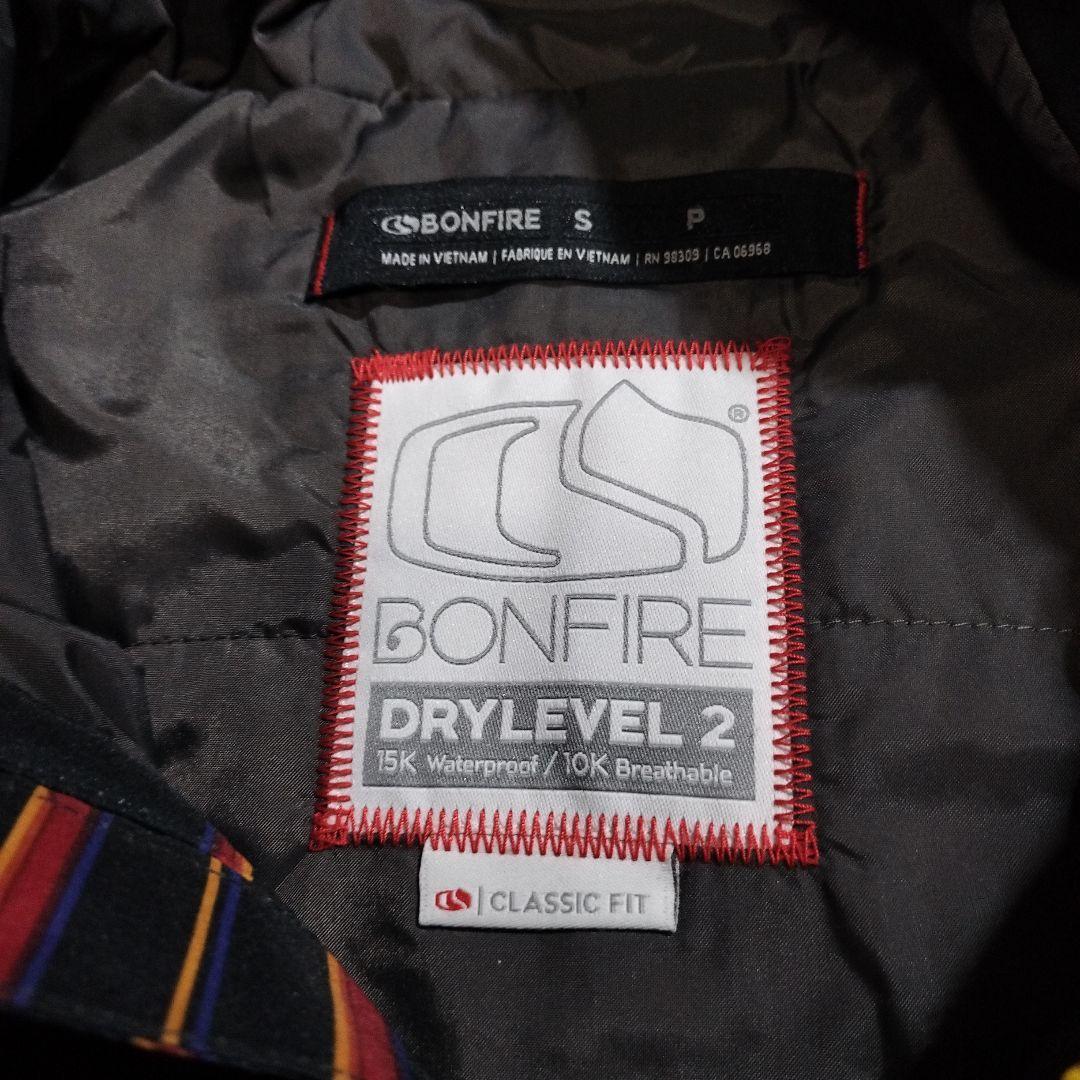 BONFIRE S P
MADE IN VIETNAM | FABRIQUE EN VIETNAM | RN 98309 | CA 06968
®
BONFIRE
DRYLEVEL 2
15K Waterproof / 10K Breathable
| CLASSIC FIT